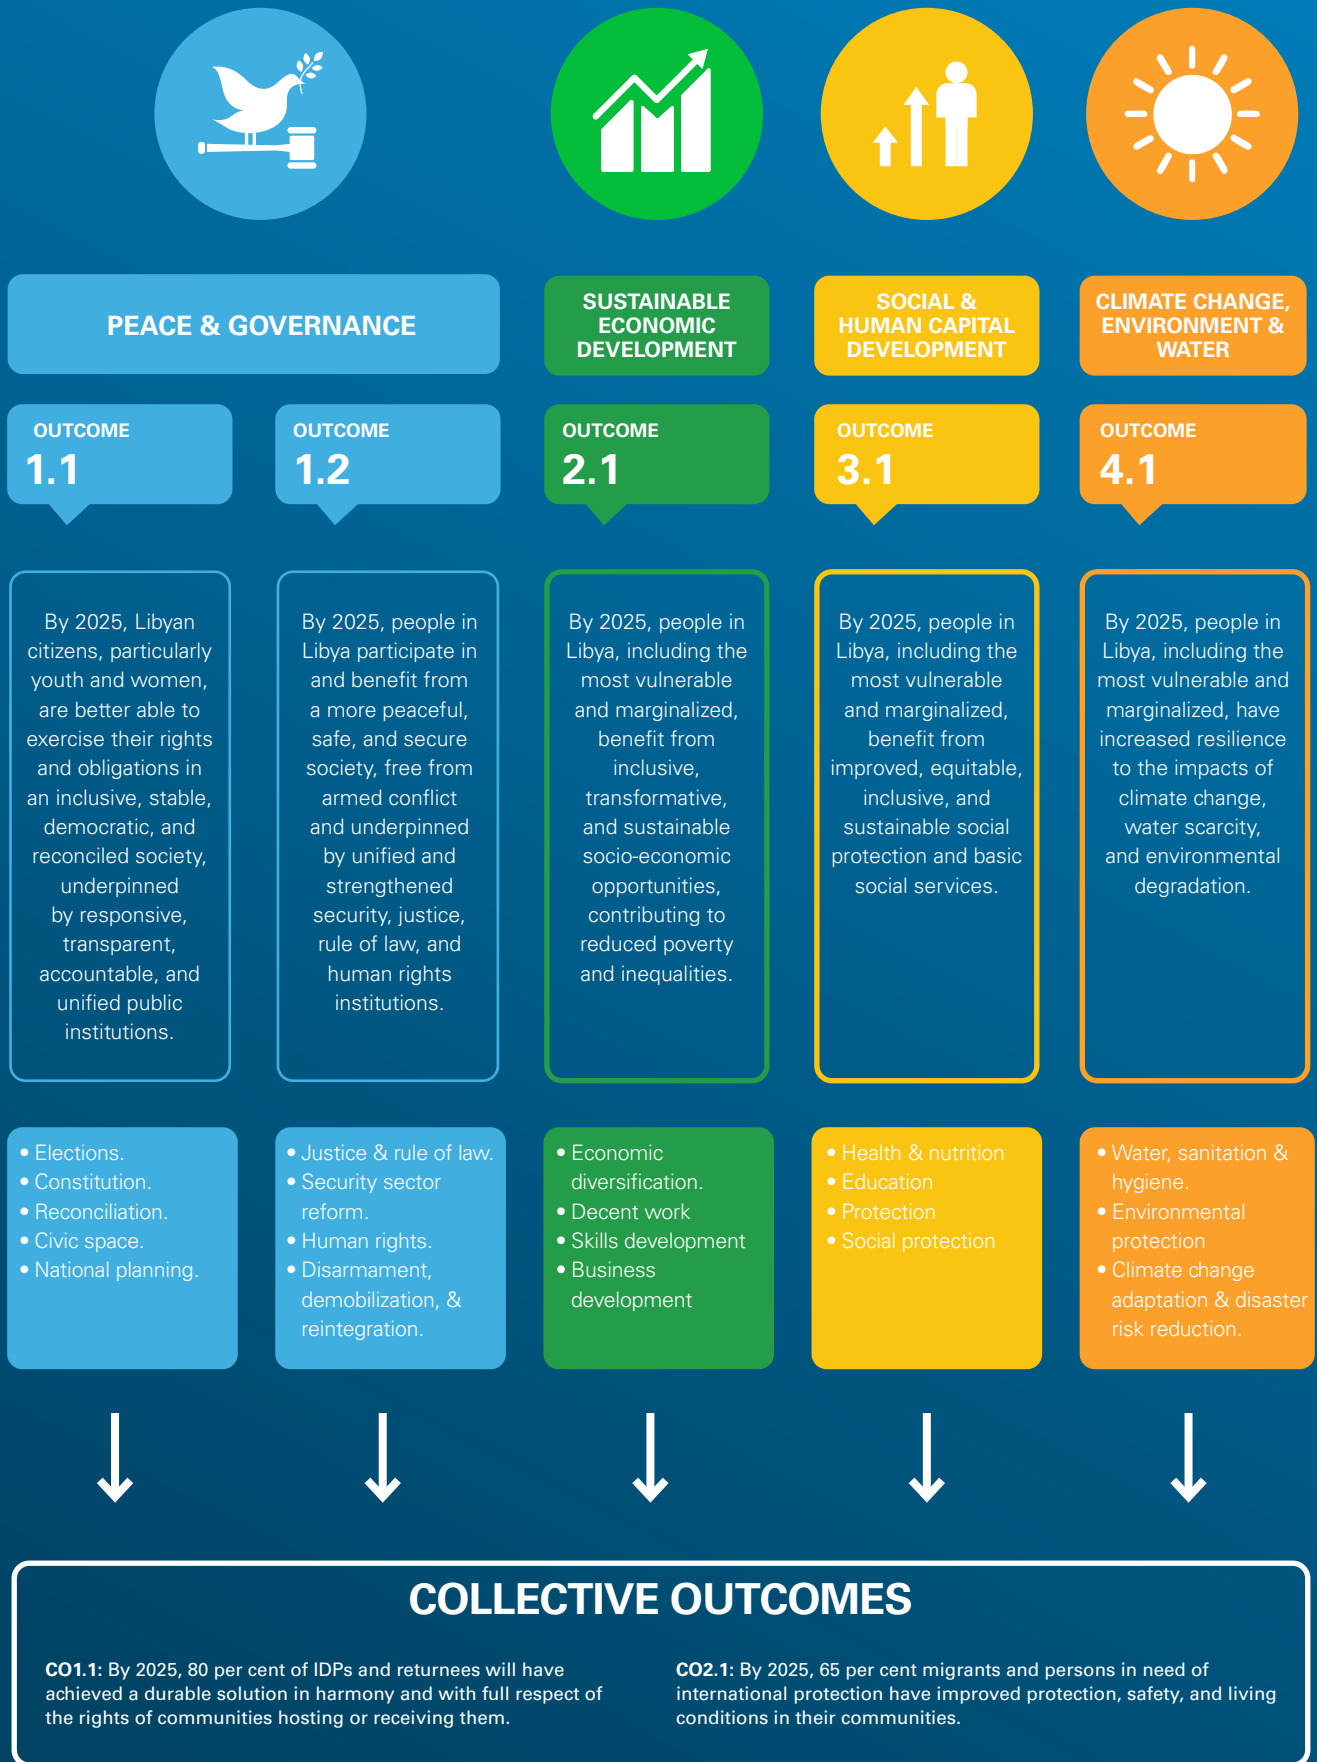 PEACE & GOVERNANCE
SUSTAINABLE
ECONOMIC
DEVELOPMENT
SOCIAL &
HUMAN CAPITAL
DEVELOPMENT
CLIMATE CHANGE,
ENVIRONMENT &
WATER
OUTCOME
1.1
OUTCOME
1.2
OUTCOME
2.1
OUTCOME
3.1
OUTCOME
4.1
By 2025, Libyan
citizens, particularly
youth and women,
are better able to
exercise their rights
and obligations in
an inclusive, stable,
democratic, and
reconciled society,
underpinned
by responsive,
transparent,
accountable, and
unified public
institutions.
By 2025, people in
Libya participate in
and benefit from
a more peaceful,
safe, and secure
society, free from
armed conflict
and underpinned
by unified and
strengthened
security, justice,
rule of law, and
human rights
institutions.
By 2025, people in
Libya, including the
most vulnerable
and marginalized,
benefit from
inclusive,
transformative,
and sustainable
socio-economic
opportunities,
contributing to
reduced poverty
and inequalities.
By 2025, people in
Libya, including the
most vulnerable
and marginalized,
benefit from
improved, equitable,
inclusive, and
sustainable social
protection and basic
social services.
By 2025, people in
Libya, including the
most vulnerable and
marginalized, have
increased resilience
to the impacts of
climate change,
water scarcity,
and environmental
degradation.
• Elections.
• Constitution.
• Reconciliation.
• Civic space.
• National planning.
• Justice & rule of law.
• Security sector
reform.
• Human rights.
• Disarmament,
demobilization, &
reintegration.
• Economic
diversification.
• Decent work
• Skills development
• Business
development
• Health & nutrition
• Education
• Protection
• Social protection
• Water, sanitation &
hygiene.
• Environmental
protection
• Climate change
adaptation & disaster
risk reduction.
COLLECTIVE OUTCOMES
CO1.1: By 2025, 80 per cent of IDPs and returnees will have
achieved a durable solution in harmony and with full respect of
the rights of communities hosting or receiving them.
CO2.1: By 2025, 65 per cent migrants and persons in need of
international protection have improved protection, safety, and living
conditions in their communities.